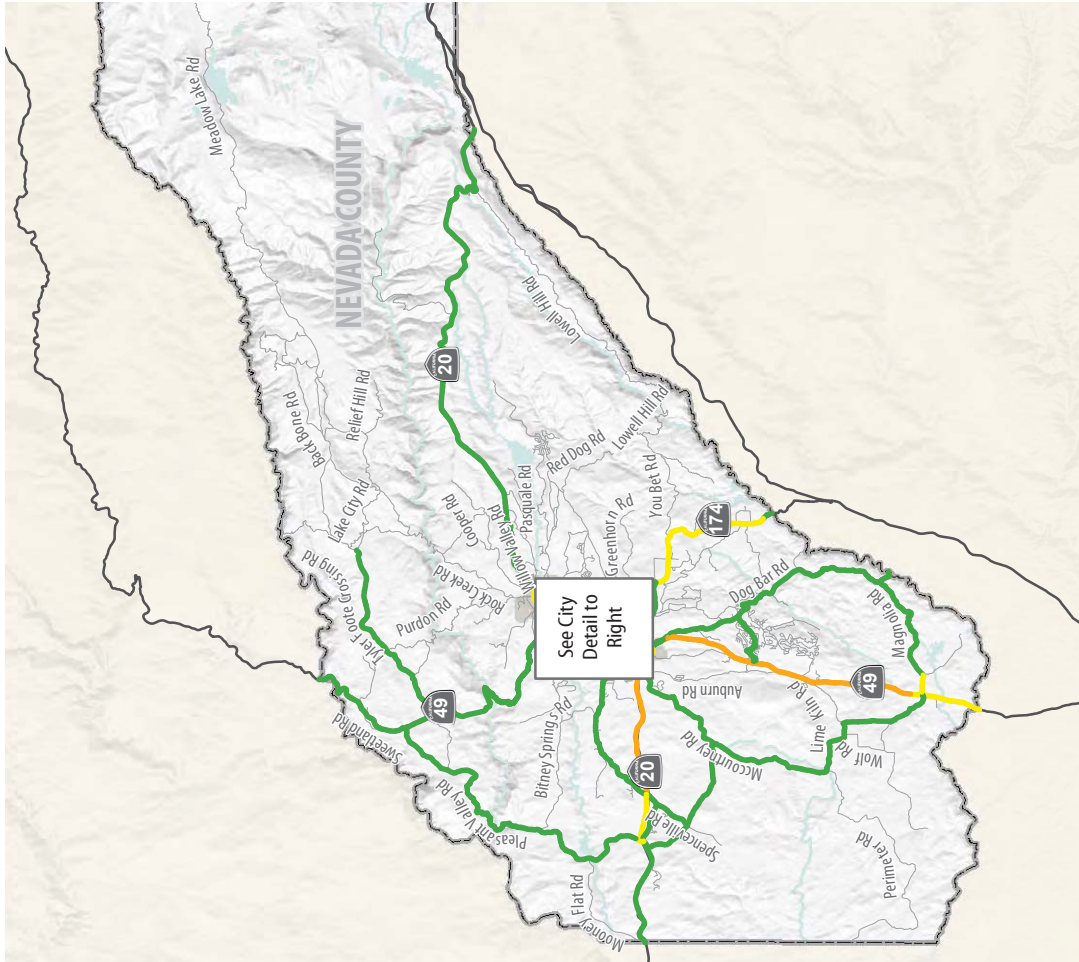 Meadow Lake Rd
NEVADA COUNTY
Lowell Hill Rd
20
Back Bone Rd
Relief Hill Rd
Lake City Rd
Tyler Foote Crossing Rd
Cooper Rd
Willow Valley Rd
Pasquale Rd
Red Dog Rd
Lowell Hill Rd
Rock Creek Rd
Purdon Rd
Greenhorn Rd
You Bet Rd
174
See City
Detail to
Right
Dog Bar Rd
Magnolia Rd
49
Sweetland Rd
Bitney Springs Rd
Auburn Rd
Lime Kiln Rd
49
Wolf Rd
Mccourtney Rd
20
Pleasant Valley Rd
Spenceville Rd
Mooney Flat Rd
Perimeter Rd